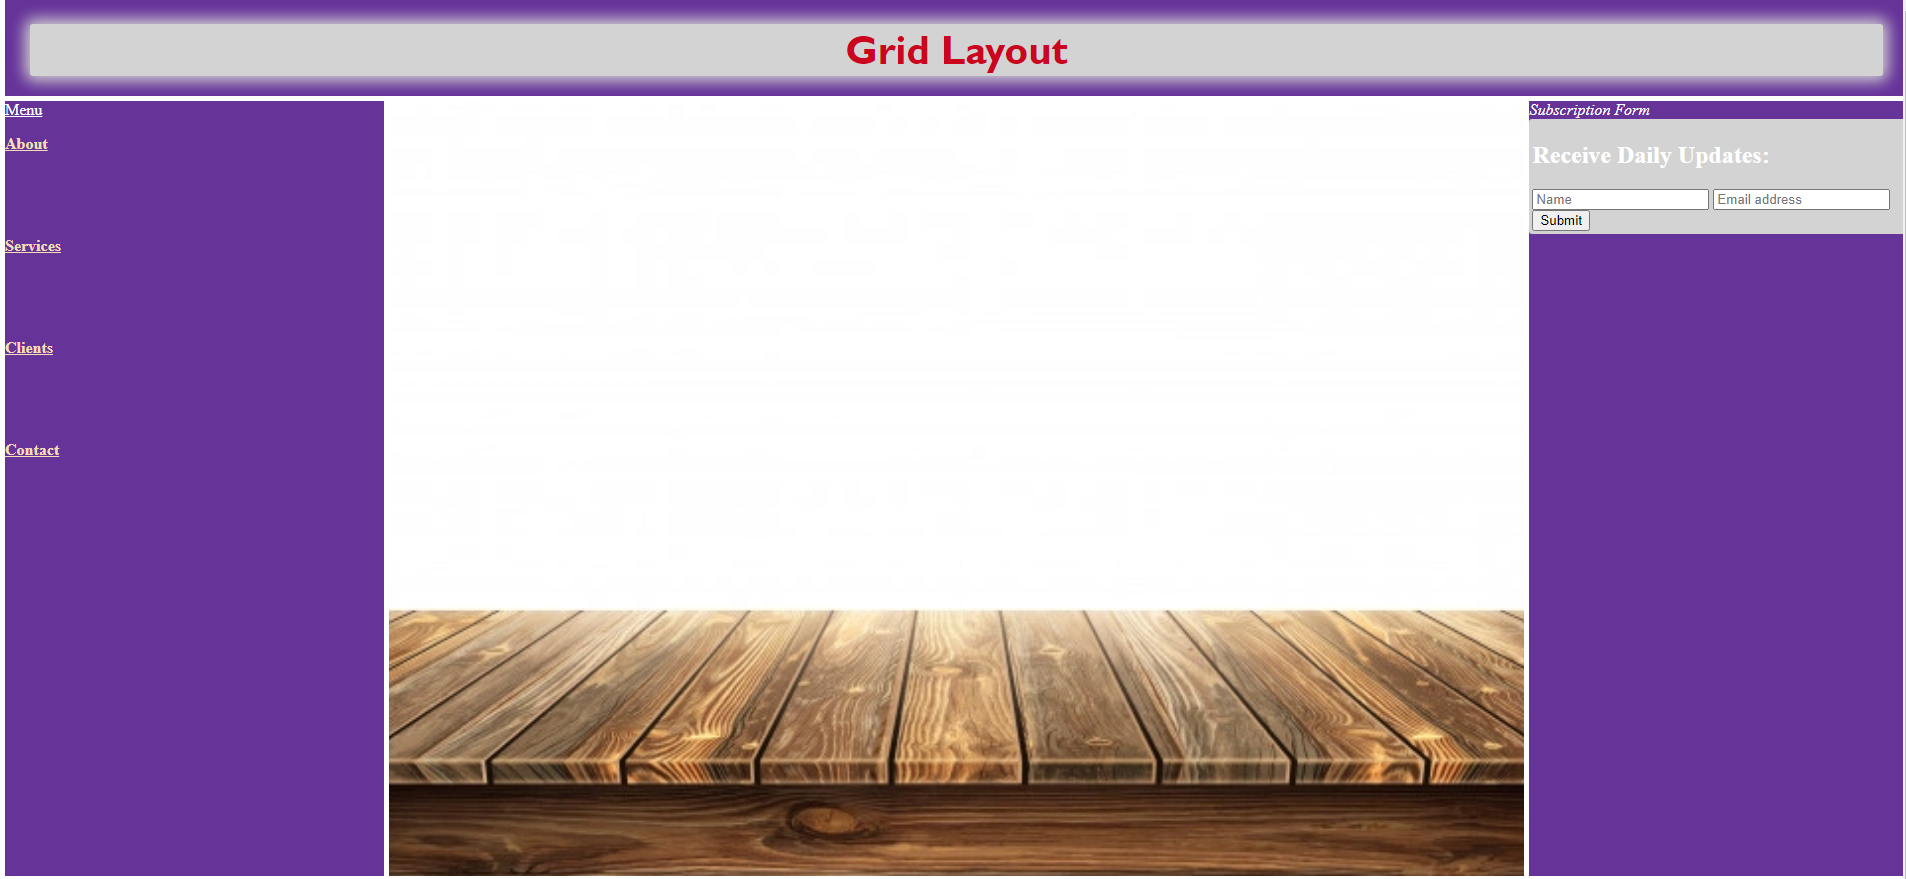 Grid Layout
Menu
About
Services
Clients
Contact
Subscription Form
Receive Daily Updates:
Name Email address
Submit